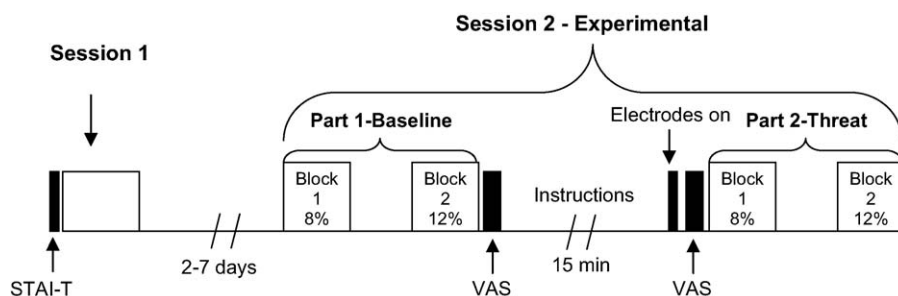 Session 2 - Experimental
Session 1
Electrodes on
Part 1-Baseline
Part 2-Threat
Block
1
8%
Block
2
12%
Instructions
Block
1
8%
Block
2
12%
2-7 days
15 min
STAI-T
VAS
VAS